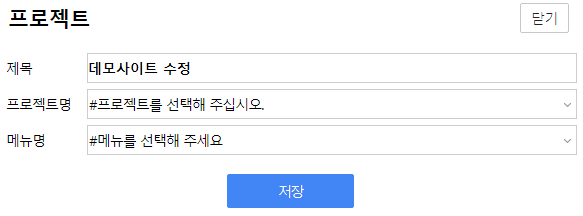 프로젝트 닫기
제목 데모사이트 수정
프로젝트명 #프로젝트를 선택해 주십시오.
메뉴명 #메뉴를 선택해 주세요
저장